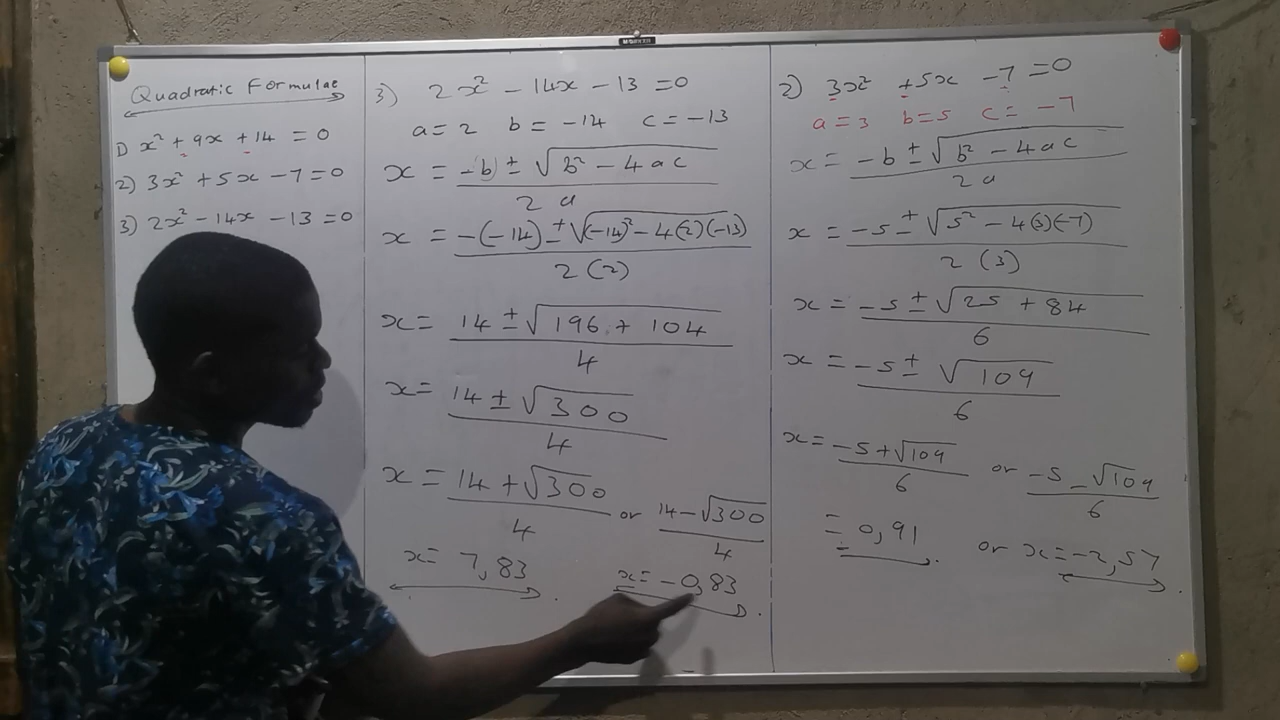 Quadratic Formulae
1) x² + 9x + 14 = 0
2) 3x² + 5x - 7 = 0
3) 2x² - 14x - 13 = 0
3) 2x² - 14x - 13 = 0
a = 2 b = -14 c = -13
x = -b ± √b² - 4ac
2a
x = -(-14) ± √(-14)² - 4(2)(-13)
2(2)
x = 14 ± √196 + 104
4
x = 14 ± √300
4
x = 14 + √300 or 14 - √300
4 4
x = 7,83 x = -0,83
2) 3x² + 5x - 7 = 0
a = 3 b = 5 c = -7
x = -b ± √b² - 4ac
2a
x = -5 ± √5² - 4(3)(-7)
2(3)
x = -5 ± √25 + 84
6
x = -5 ± √109
6
x = -5 + √109 or -5 - √109
6 6
= 0,91 or x = -2,57